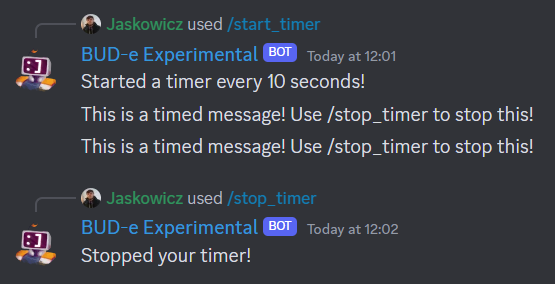 Jaskowicz used /start_timer
BUD-e Experimental BOT Today at 12:01
Started a timer every 10 seconds!
This is a timed message! Use /stop_timer to stop this!
This is a timed message! Use /stop_timer to stop this!
Jaskowicz used /stop_timer
BUD-e Experimental BOT Today at 12:02
Stopped your timer!